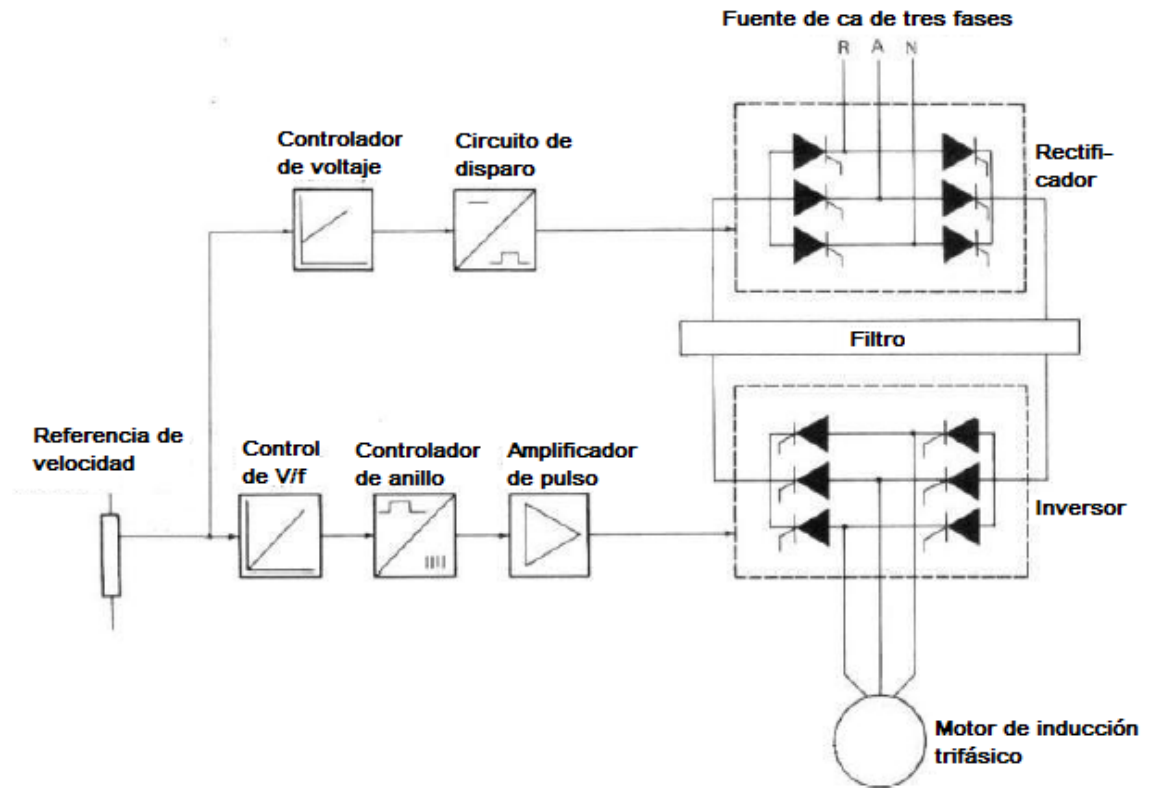 Fuente de ca de tres fases
R A N
Controlador
de voltaje
Circuito de
disparo
Rectifi-
cador
Filtro
Referencia de
velocidad
Control
de V/f
Controlador
de anillo
Amplificador
de pulso
Inversor
Motor de inducción
trifásico